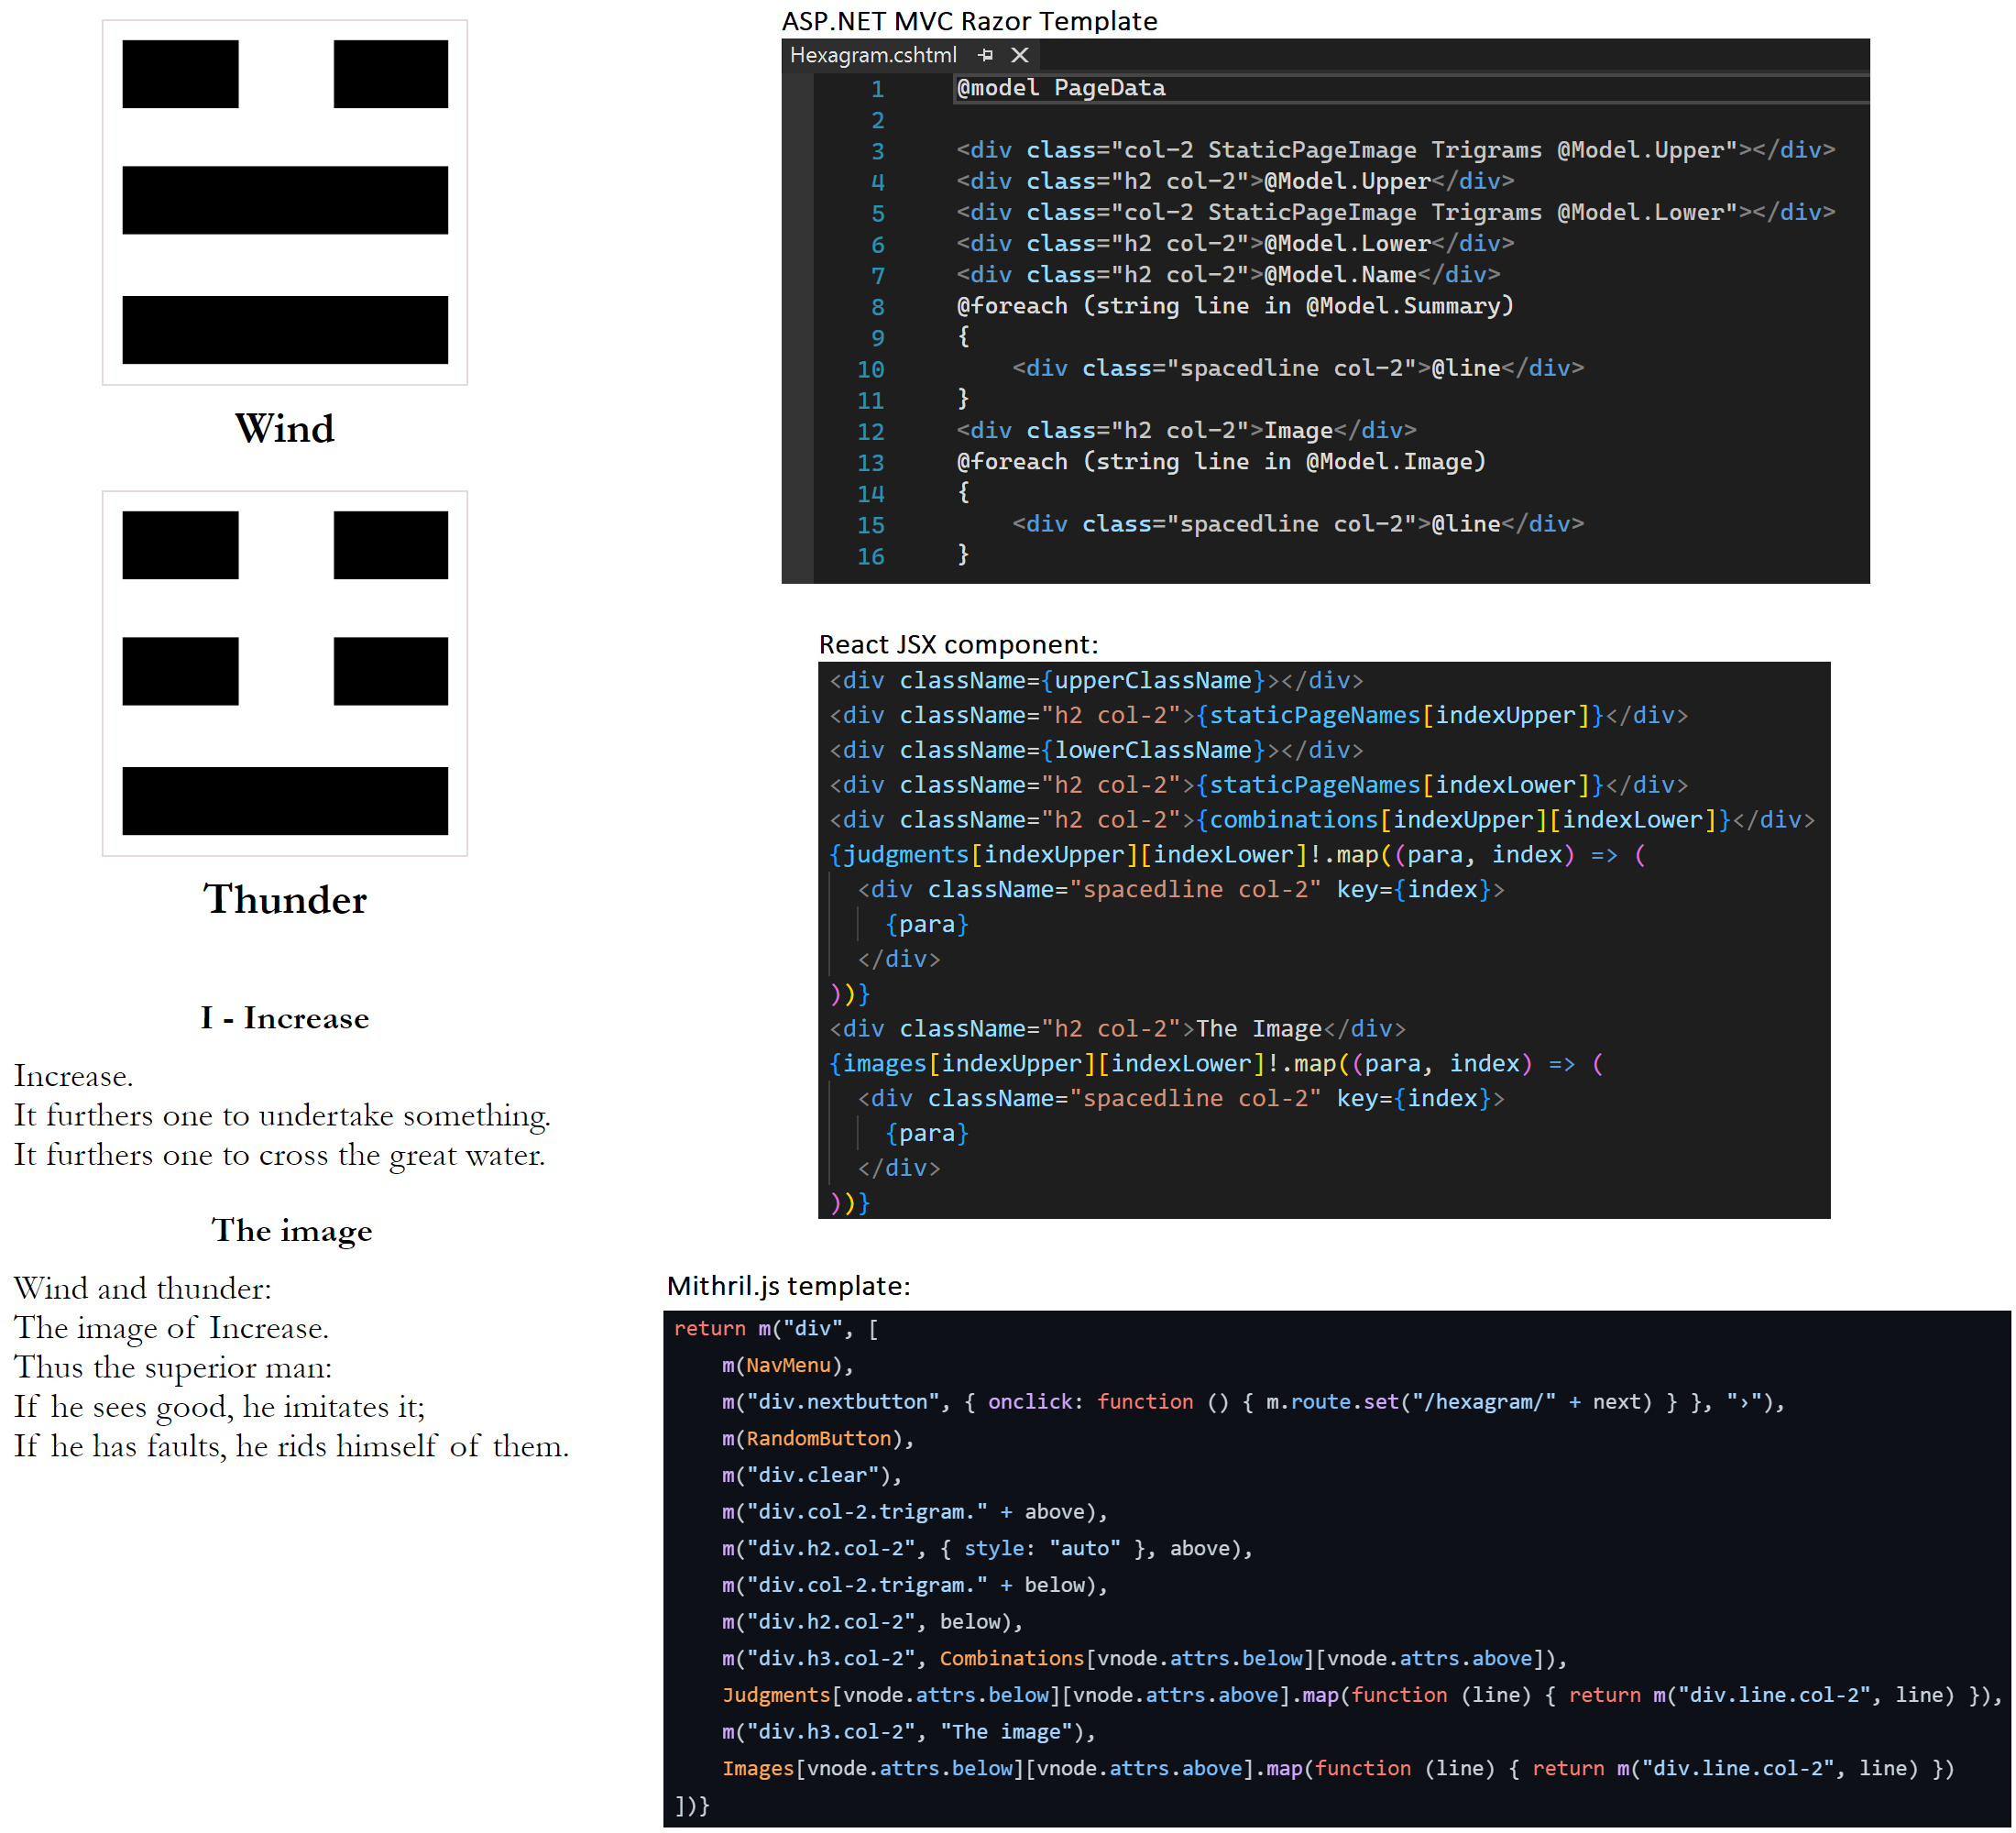 Wind
Thunder
I - Increase
Increase.
It furthers one to undertake something.
It furthers one to cross the great water.
The image
Wind and thunder:
The image of Increase.
Thus the superior man:
If he sees good, he imitates it;
If he has faults, he rids himself of them.
ASP.NET MVC Razor Template
Hexagram.cshtml
1 @model PageData
2
3 <div class="col-2 StaticPageImage Trigrams @Model.Upper"></div>
4 <div class="h2 col-2">@Model.Upper</div>
5 <div class="col-2 StaticPageImage Trigrams @Model.Lower"></div>
6 <div class="h2 col-2">@Model.Lower</div>
7 <div class="h2 col-2">@Model.Name</div>
8 @foreach (string line in @Model.Summary)
9 {
10     <div class="spacedline col-2">@line</div>
11 }
12 <div class="h2 col-2">Image</div>
13 @foreach (string line in @Model.Image)
14 {
15     <div class="spacedline col-2">@line</div>
16 }
React JSX component:
<div className={upperClassName}></div>
<div className="h2 col-2">{staticPageNames[indexUpper]}</div>
<div className={lowerClassName}></div>
<div className="h2 col-2">{staticPageNames[indexLower]}</div>
<div className="h2 col-2">{combinations[indexUpper][indexLower]}</div>
{judgments[indexUpper][indexLower]!.map((para, index) => (
  <div className="spacedline col-2" key={index}>
    {para}
  </div>
))}
<div className="h2 col-2">The Image</div>
{images[indexUpper][indexLower]!.map((para, index) => (
  <div className="spacedline col-2" key={index}>
    {para}
  </div>
))}
Mithril.js template:
return m("div", [
    m(NavMenu),
    m("div.nextbutton", { onclick: function () { m.route.set("/hexagram/" + next) } }, "›"),
    m(RandomButton),
    m("div.clear"),
    m("div.col-2.trigram." + above),
    m("div.h2.col-2", { style: "auto" }, above),
    m("div.col-2.trigram." + below),
    m("div.h2.col-2", below),
    m("div.h3.col-2", Combinations[vnode.attrs.below][vnode.attrs.above]),
    Judgments[vnode.attrs.below][vnode.attrs.above].map(function (line) { return m("div.line.col-2", line) }),
    m("div.h3.col-2", "The image"),
    Images[vnode.attrs.below][vnode.attrs.above].map(function (line) { return m("div.line.col-2", line) })
])}